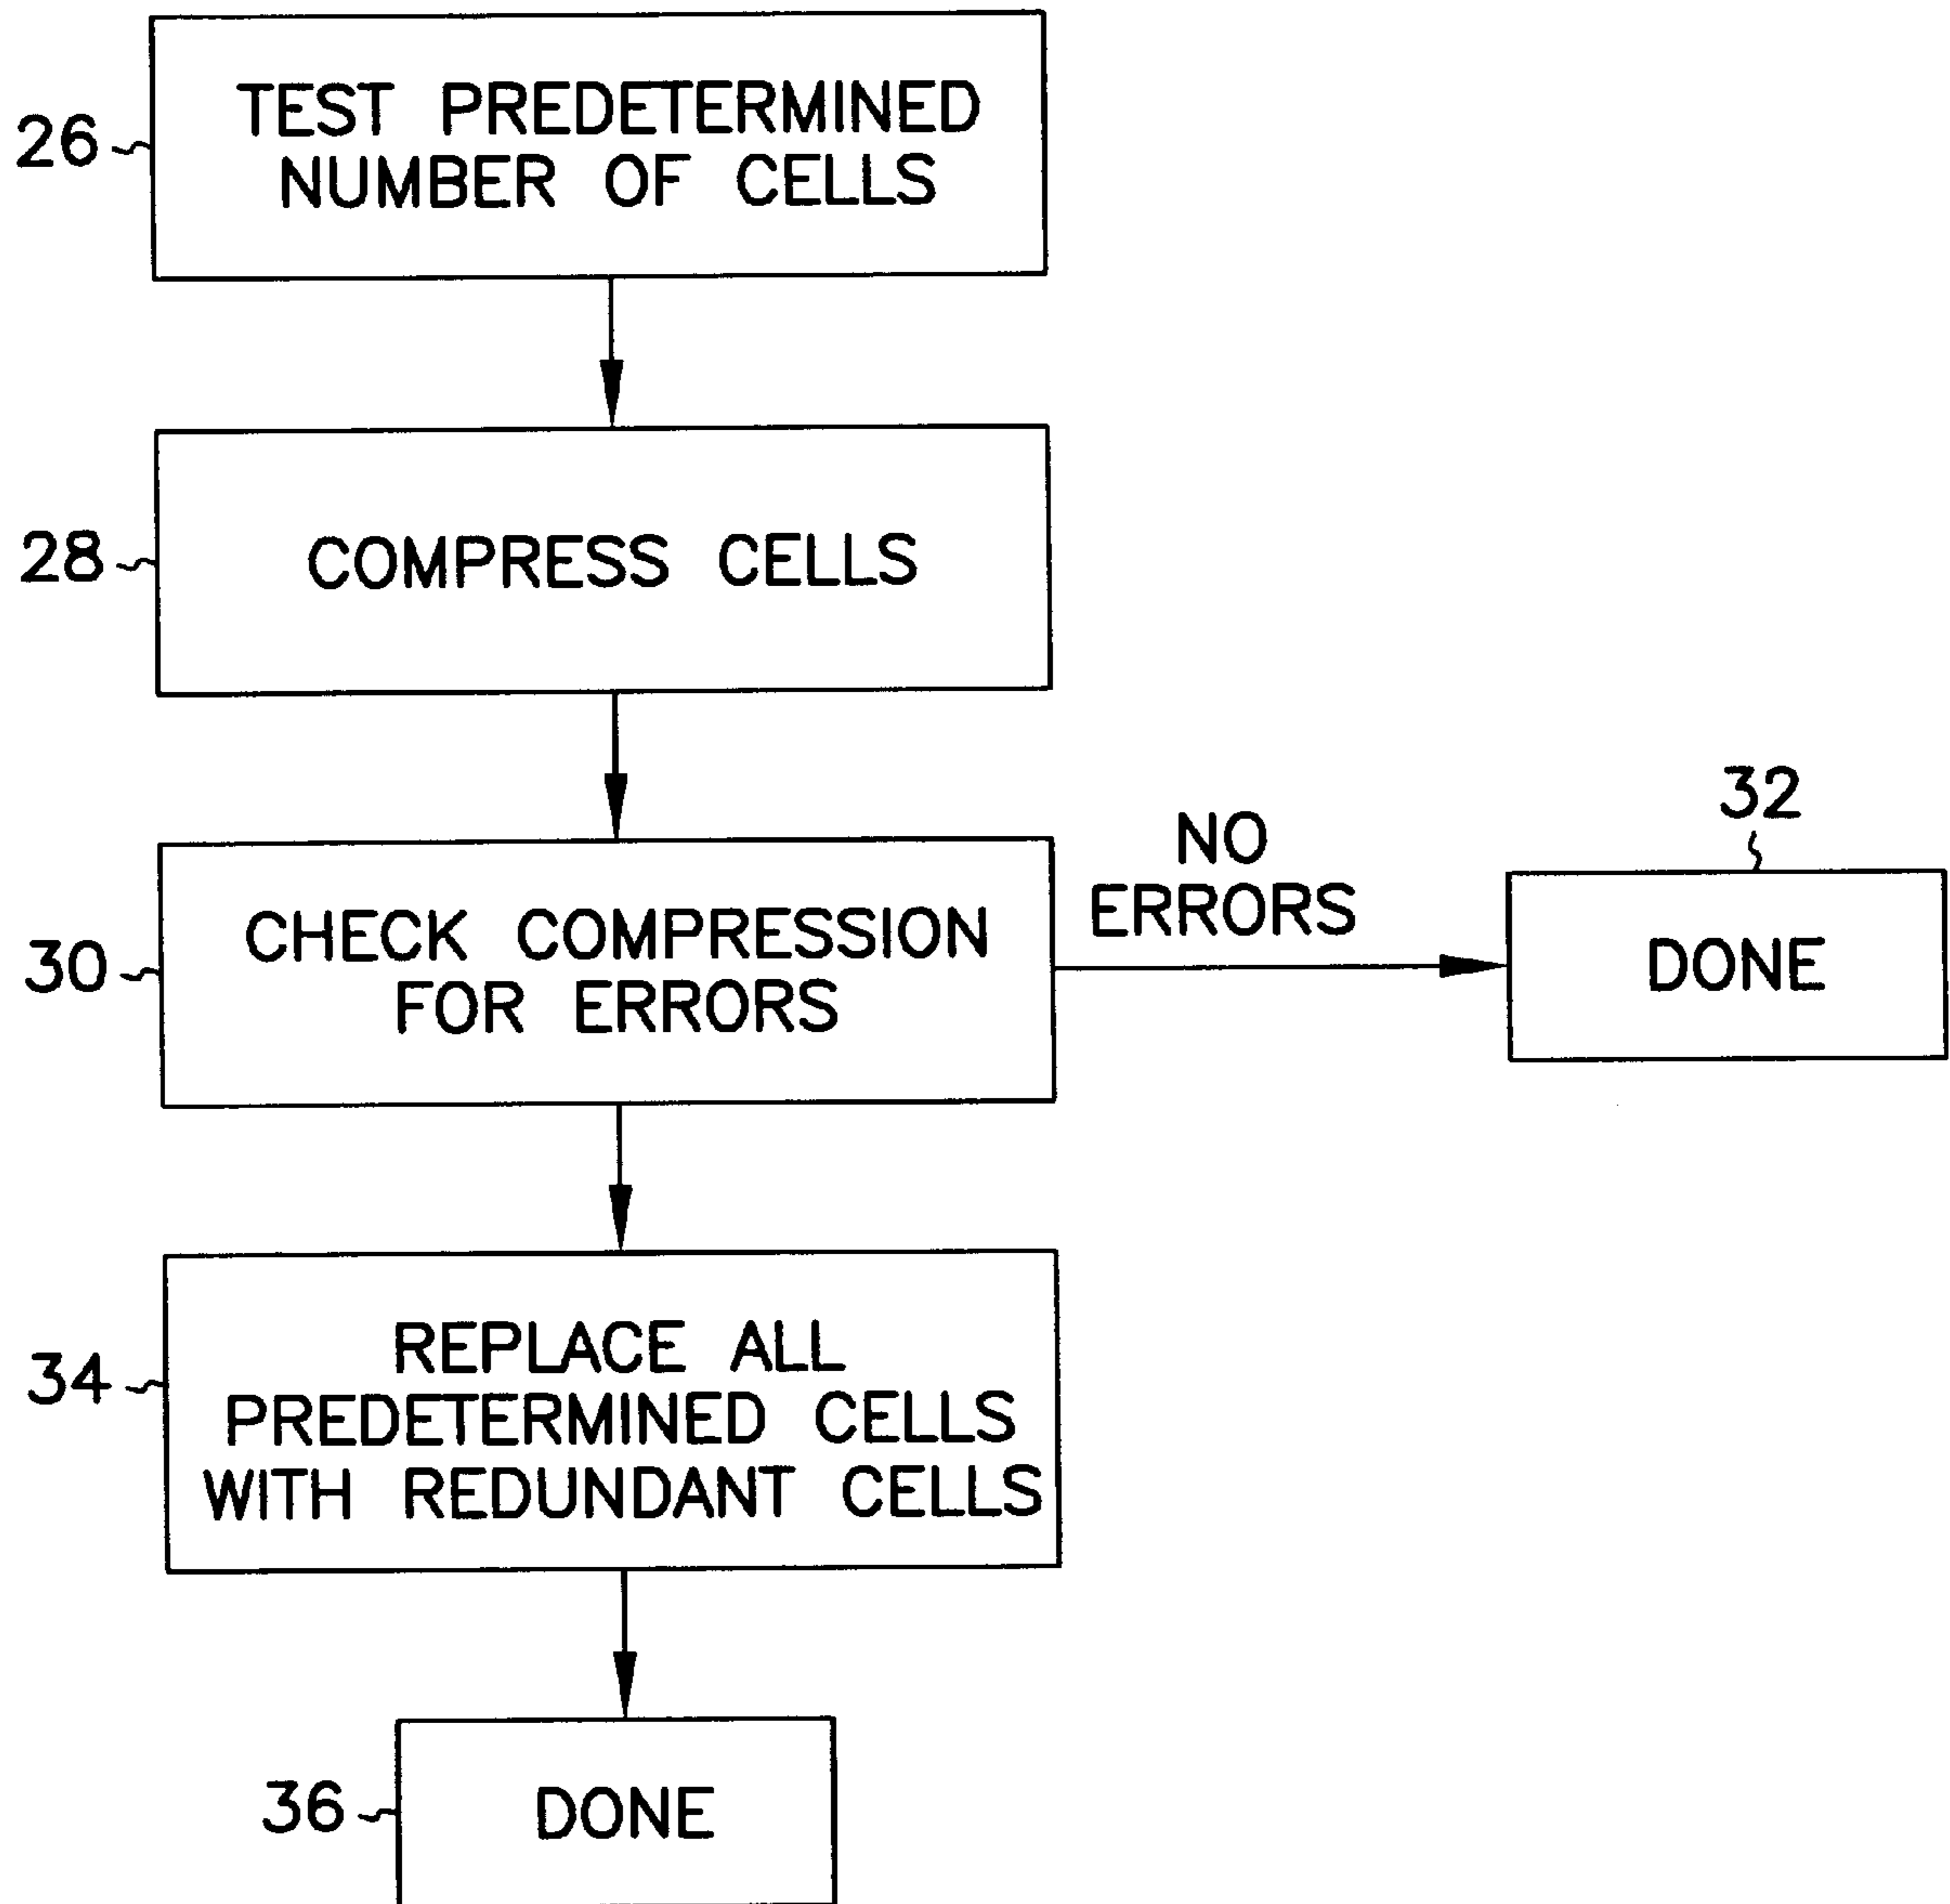 26
TEST PREDETERMINED
NUMBER OF CELLS
28
COMPRESS CELLS
30
CHECK COMPRESSION
FOR ERRORS
NO
ERRORS
32
DONE
34
REPLACE ALL
PREDETERMINED CELLS
WITH REDUNDANT CELLS
36
DONE